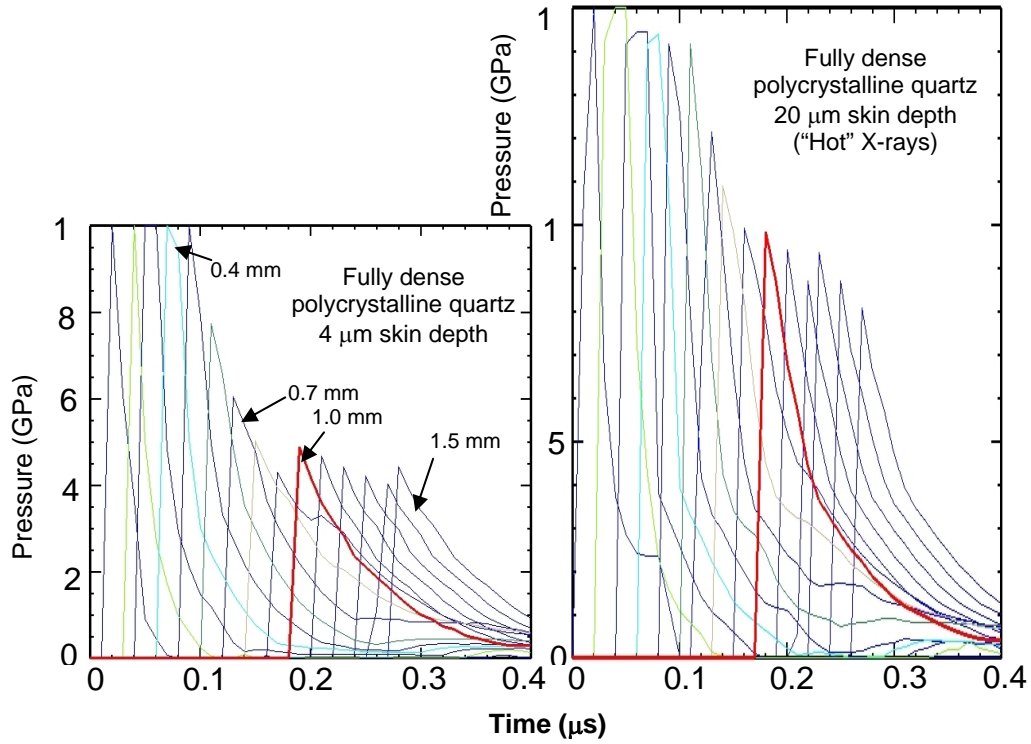 Pressure (GPa)
1
8
6
4
2
0
0
0.1
0.2
0.3
0.4
0.4 mm
Fully dense
polycrystalline quartz
4 μm skin depth
0.7 mm
1.0 mm
1.5 mm
Pressure (GPa)
1
1
5
0
0
0.1
0.2
0.3
0.4
Fully dense
polycrystalline quartz
20 μm skin depth
(“Hot” X-rays)
Time (μs)